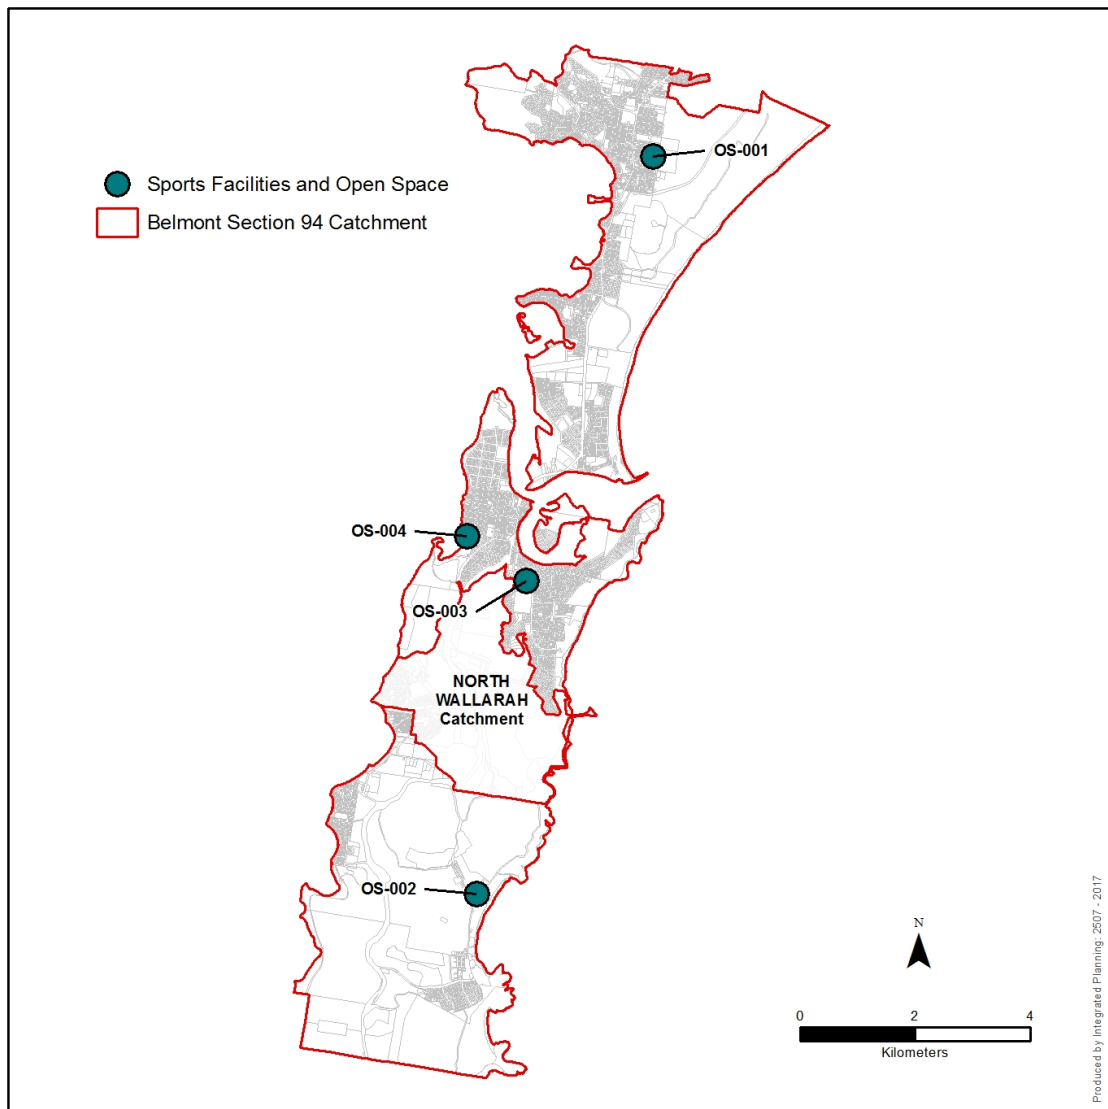 OS-001
Sports Facilities and Open Space
Belmont Section 94 Catchment
OS-004
OS-003
NORTH
WALLARAH
Catchment
OS-002
N
0 2 4
Kilometers
Produced by Integrated Planning: 2507 - 2017